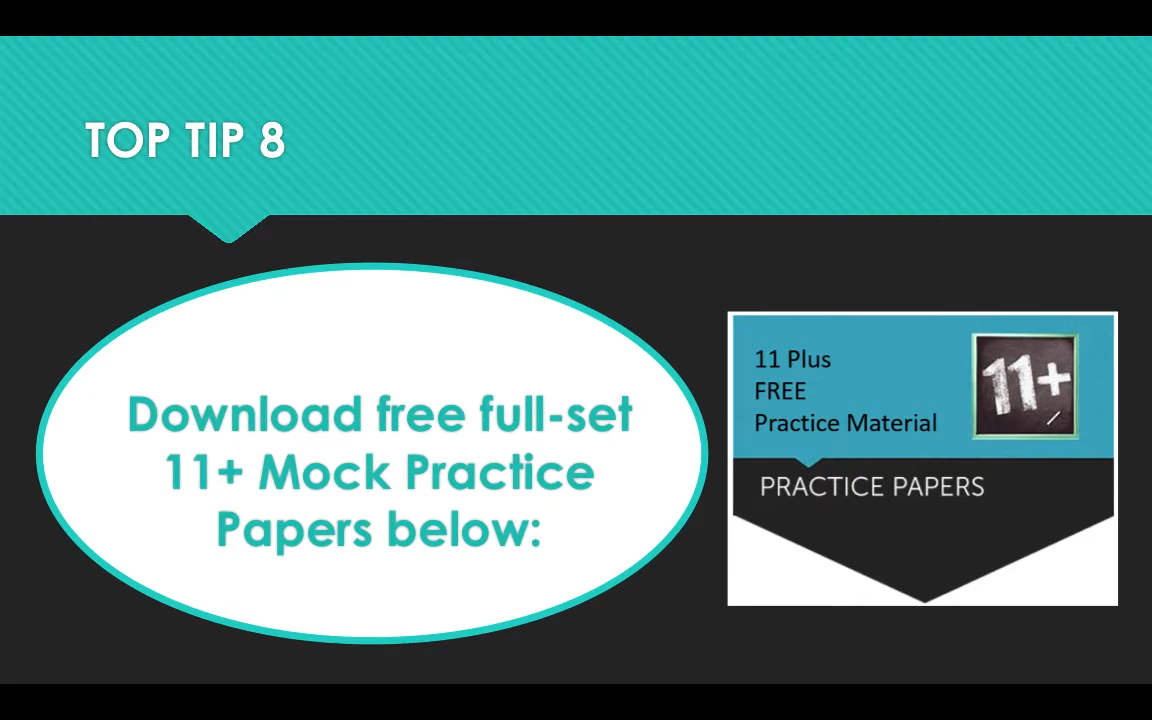 TOP TIP 8
Download free full-set
11+ Mock Practice
Papers below:
11 Plus
FREE
Practice Material
11+
PRACTICE PAPERS